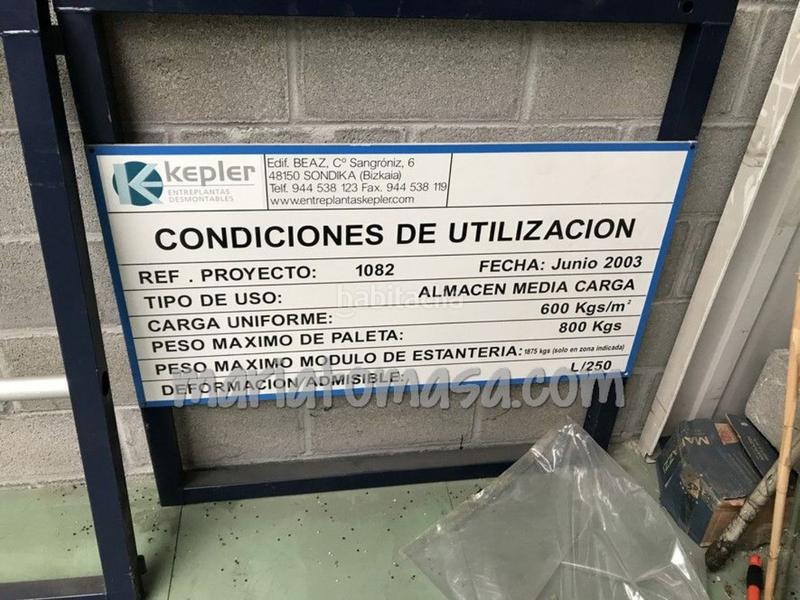 kepler
ENTREPLANTAS
DESMONTABLES
Edif. BEAZ, Cº Sangróniz, 6
48150 SONDIKA (Bizkaia)
Telf. 944 538 123 Fax. 944 538 119
www.entreplantaskepler.com
CONDICIONES DE UTILIZACION
REF . PROYECTO: 1082 FECHA: Junio 2003
TIPO DE USO: ALMACEN MEDIA CARGA
CARGA UNIFORME: 600 Kgs/m²
PESO MAXIMO DE PALETA: 800 Kgs
PESO MAXIMO MODULO DE ESTANTERIA: 1875 kgs (solo en zona indicada)
DEFORMACION ADMISIBLE: L/250
habitaclia
mariatomasa.com